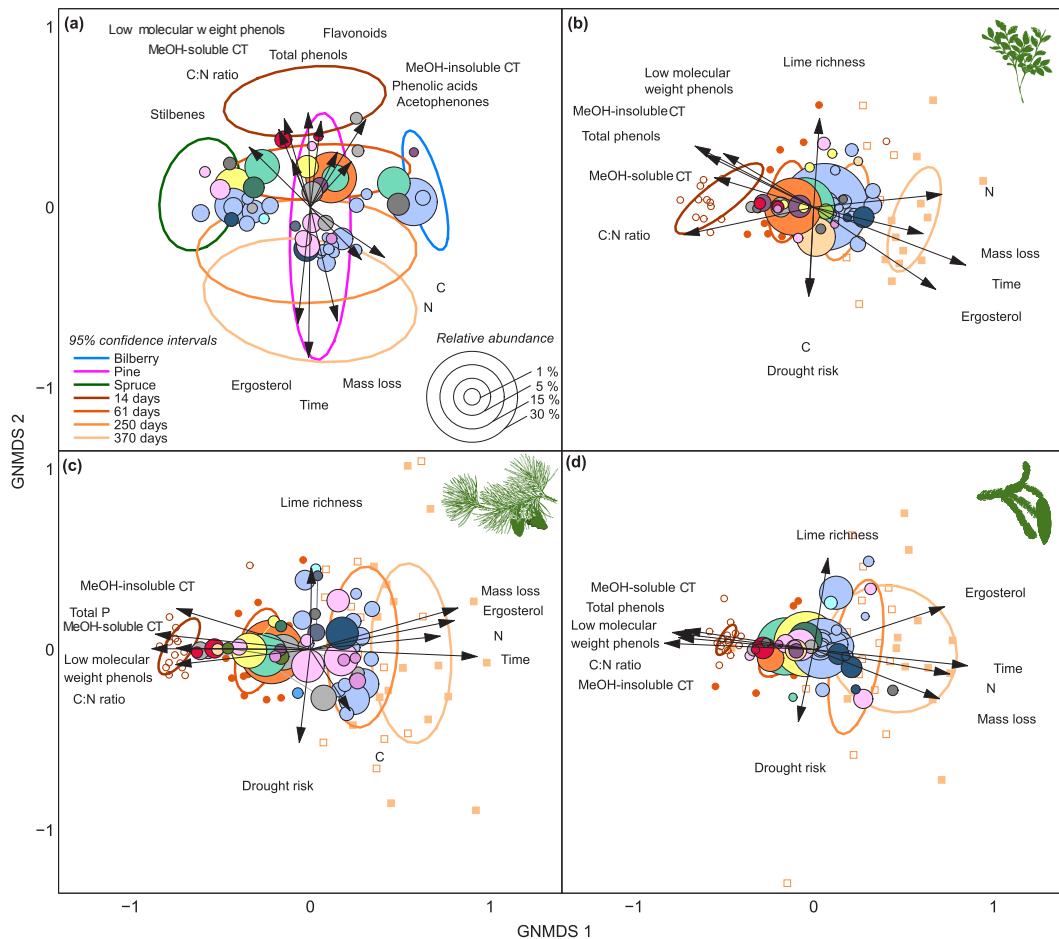 (a)
Low molecular weight phenols
Flavonoids
MeOH-soluble CT
Total phenols
C:N ratio
MeOH-insoluble CT
Phenolic acids
Acetophenones
Stilbenes
C
N
Ergosterol
Mass loss
Time
95% confidence intervals
Bilberry
Pine
Spruce
14 days
61 days
250 days
370 days
Relative abundance
1 %
5 %
15 %
30 %
(b)
Lime richness
Low molecular
weight phenols
MeOH-insoluble CT
Total phenols
MeOH-soluble CT
C:N ratio
N
Mass loss
Time
Ergosterol
C
Drought risk
(c)
Lime richness
MeOH-insoluble CT
Total P
MeOH-soluble CT
Low molecular
weight phenols
C:N ratio
Mass loss
Ergosterol
N
Time
C
Drought risk
(d)
Lime richness
MeOH-soluble CT
Total phenols
Low molecular
weight phenols
C:N ratio
MeOH-insoluble CT
Ergosterol
Time
N
Mass loss
Drought risk
1
0
−1
1
0
−1
GNMDS 2
−1
0
1
−1
0
1
GNMDS 1